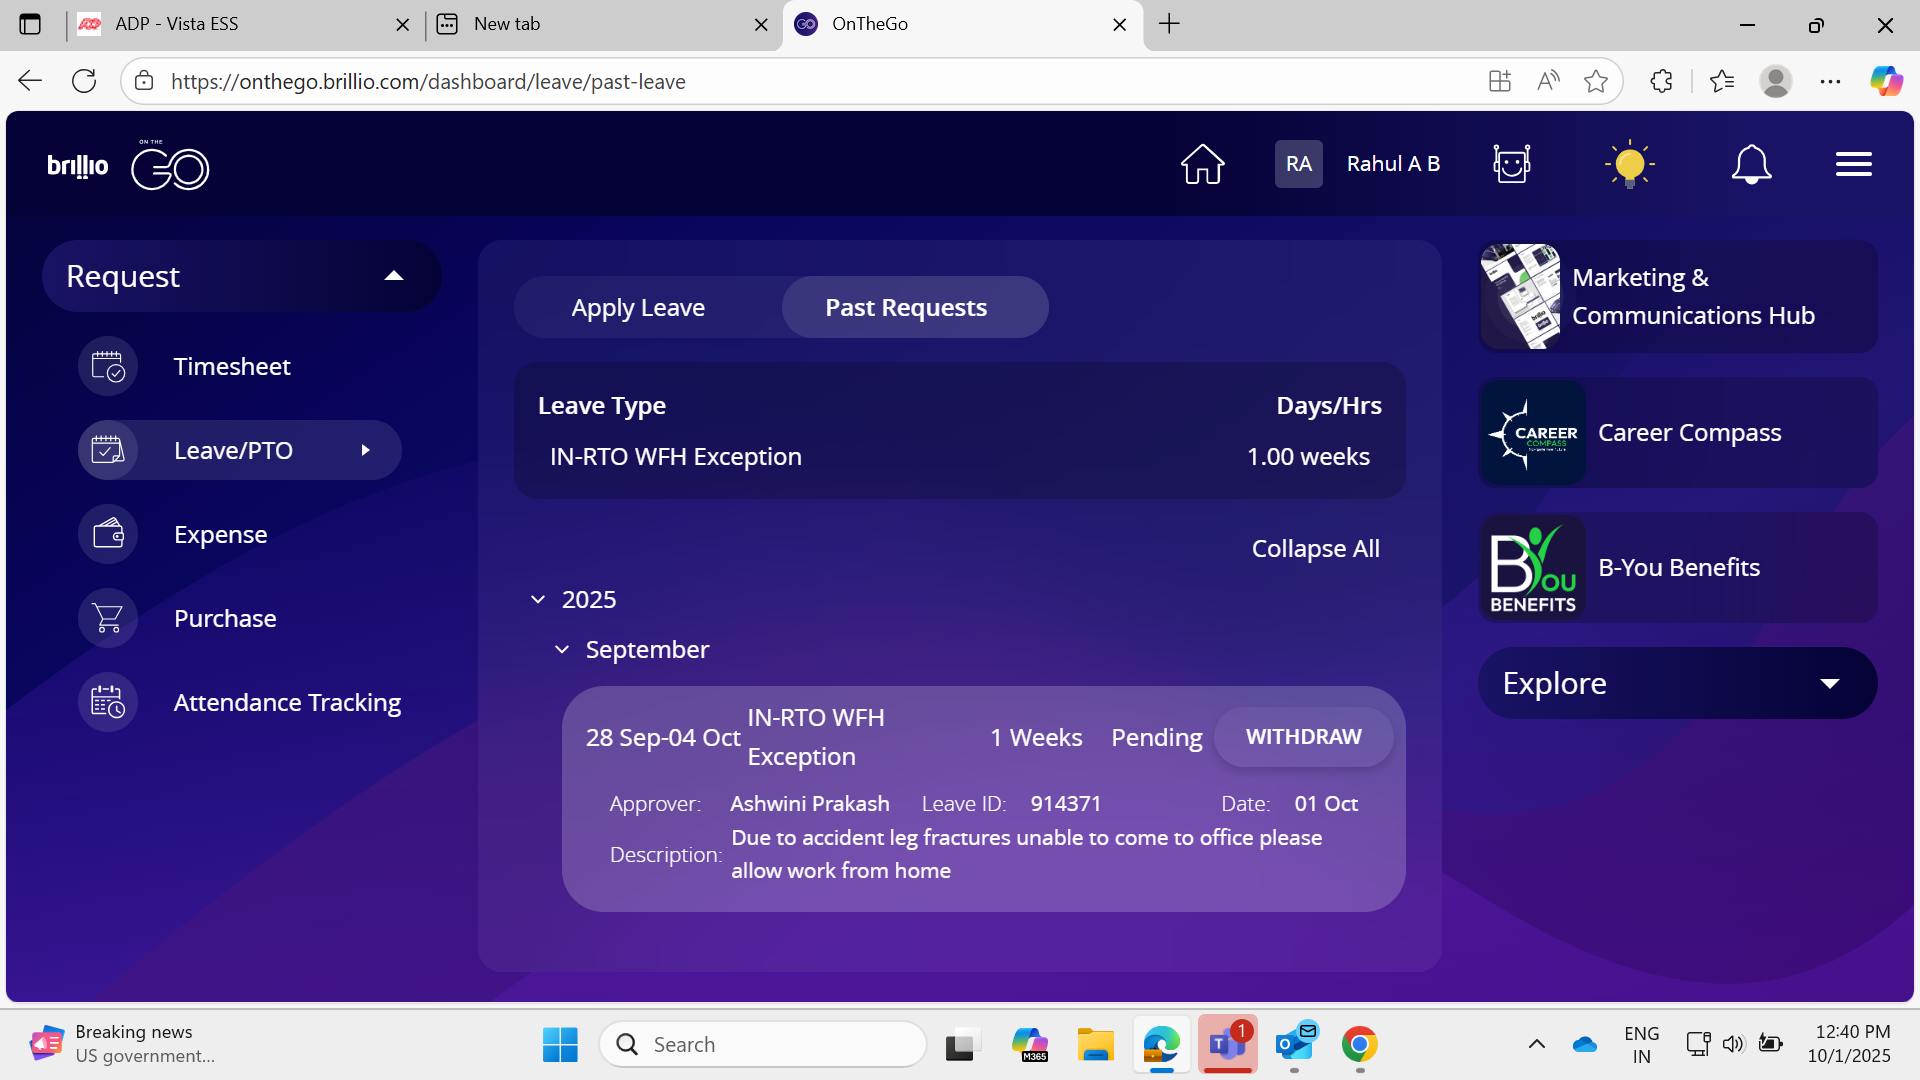 ADP - Vista ESS
New tab
OnTheGo
https://onthego.brillio.com/dashboard/leave/past-leave
brillio
ON THE
GO
RA
Rahul A B
Request
Timesheet
Leave/PTO
Expense
Purchase
Attendance Tracking
Apply Leave
Past Requests
Leave Type
Days/Hrs
IN-RTO WFH Exception
1.00 weeks
Collapse All
2025
September
28 Sep-04 Oct
IN-RTO WFH
Exception
1 Weeks
Pending
WITHDRAW
Approver: Ashwini Prakash
Leave ID: 914371
Date: 01 Oct
Description:
Due to accident leg fractures unable to come to office please
allow work from home
Marketing &
Communications Hub
CAREER
COMPASS
Career Compass
BYOU
BENEFITS
B-You Benefits
Explore
Breaking news
US government...
Search
M365
1
ENG
IN
12:40 PM
10/1/2025